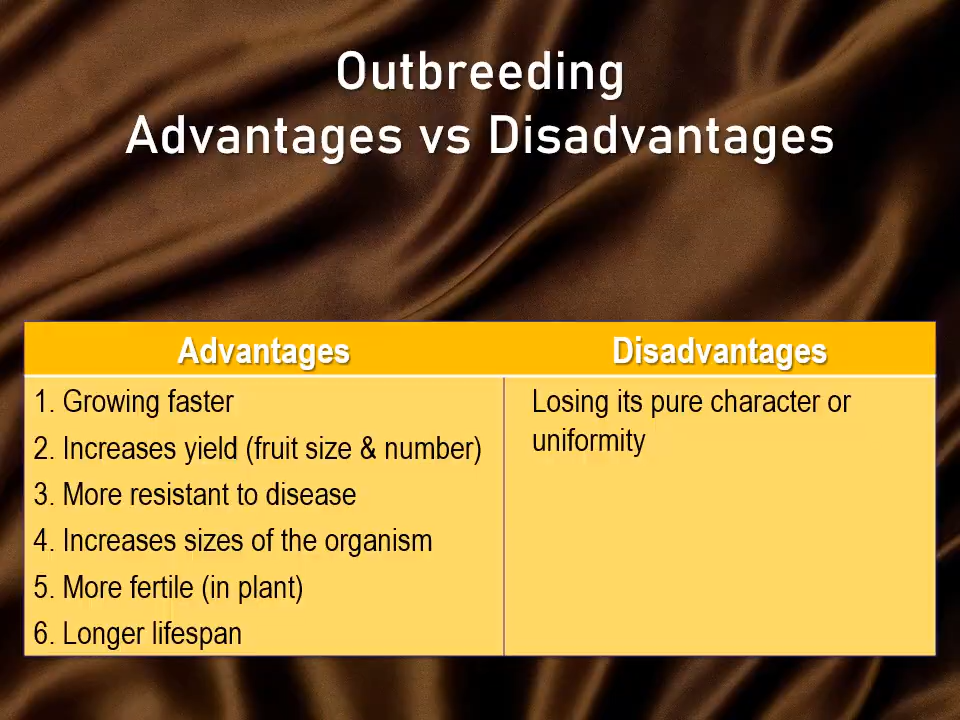 Outbreeding
Advantages vs Disadvantages
Advantages
Disadvantages
1. Growing faster
2. Increases yield (fruit size & number)
3. More resistant to disease
4. Increases sizes of the organism
5. More fertile (in plant)
6. Longer lifespan
Losing its pure character or
uniformity